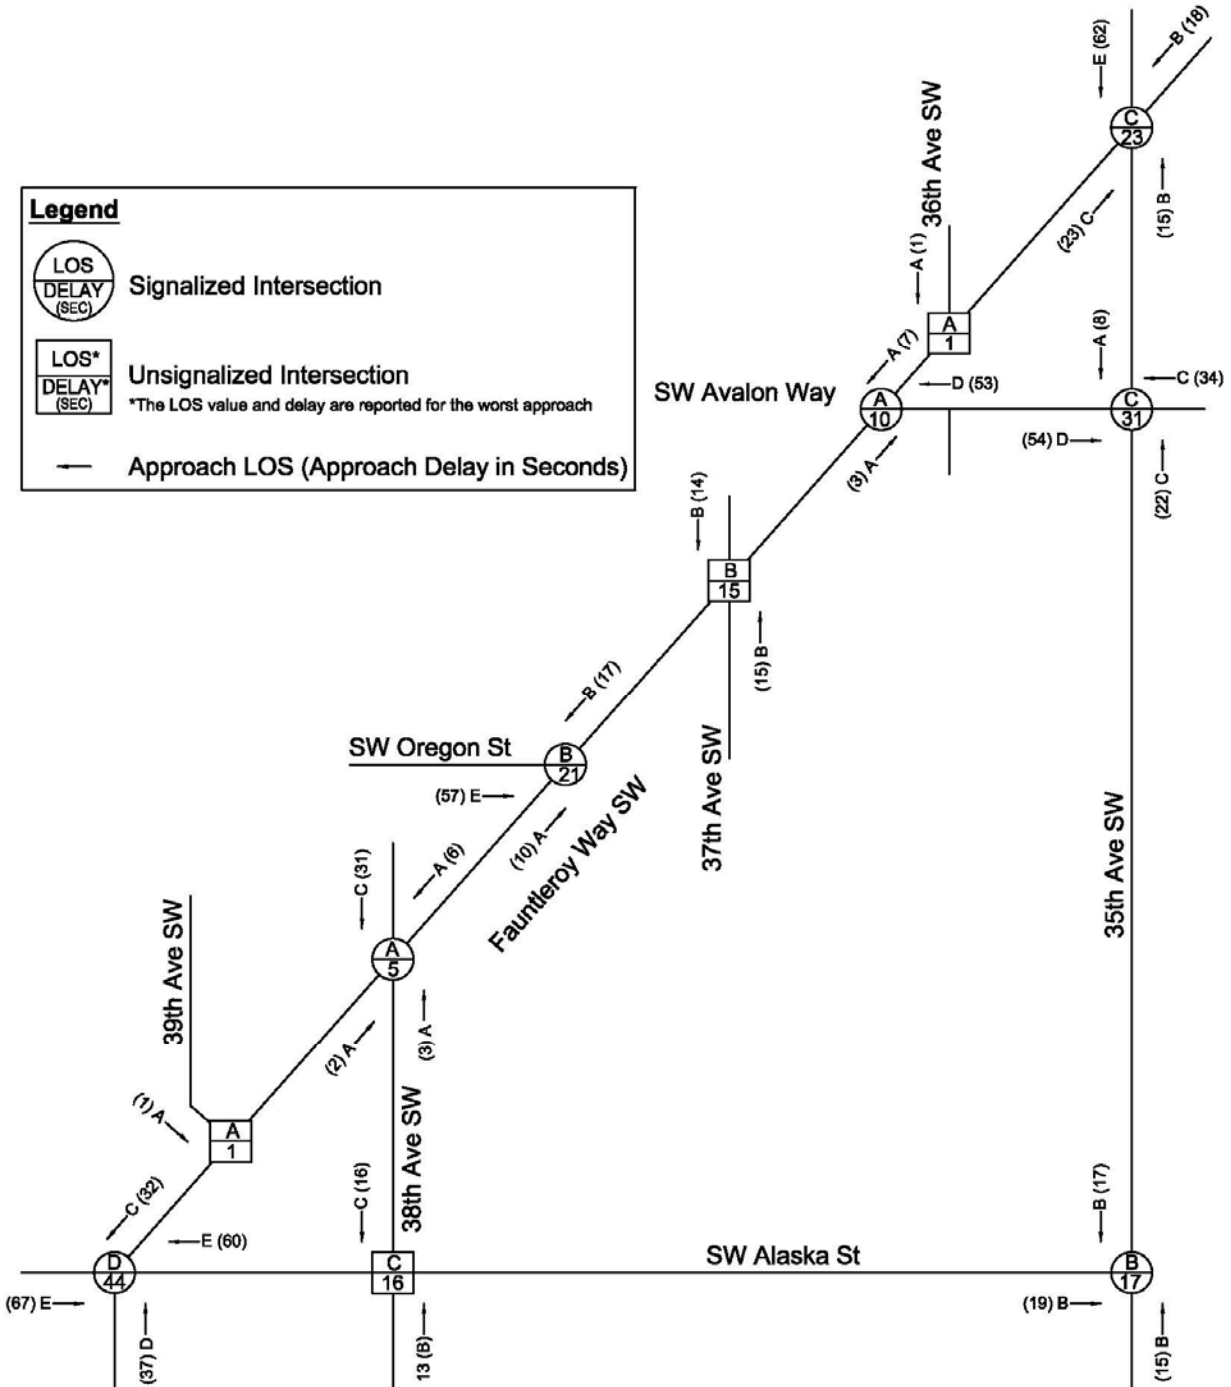 E (62)
B (18)
C
23
36th Ave SW
(23) C
(15) B
Legend
LOS
DELAY
(SEC)
Signalized Intersection
LOS*
DELAY*
(SEC)
Unsignalized Intersection
*The LOS value and delay are reported for the worst approach
Approach LOS (Approach Delay in Seconds)
A (1)
A
1
A (7)
A (8)
SW Avalon Way
D (53)
C (34)
A
10
C
31
(54) D
(3) A
(22) C
B (14)
B
15
(15) B
B (17)
SW Oregon St
B
21
(57) E
(10) A
37th Ave SW
Fauntleroy Way SW
35th Ave SW
C (31)
A (6)
39th Ave SW
A
5
(2) A
(3) A
(1) A
A
1
38th Ave SW
C (32)
C (16)
B (17)
E (60)
D
44
C
16
SW Alaska St
B
17
(67) E
(37) D
13 (B)
(19) B
(15) B